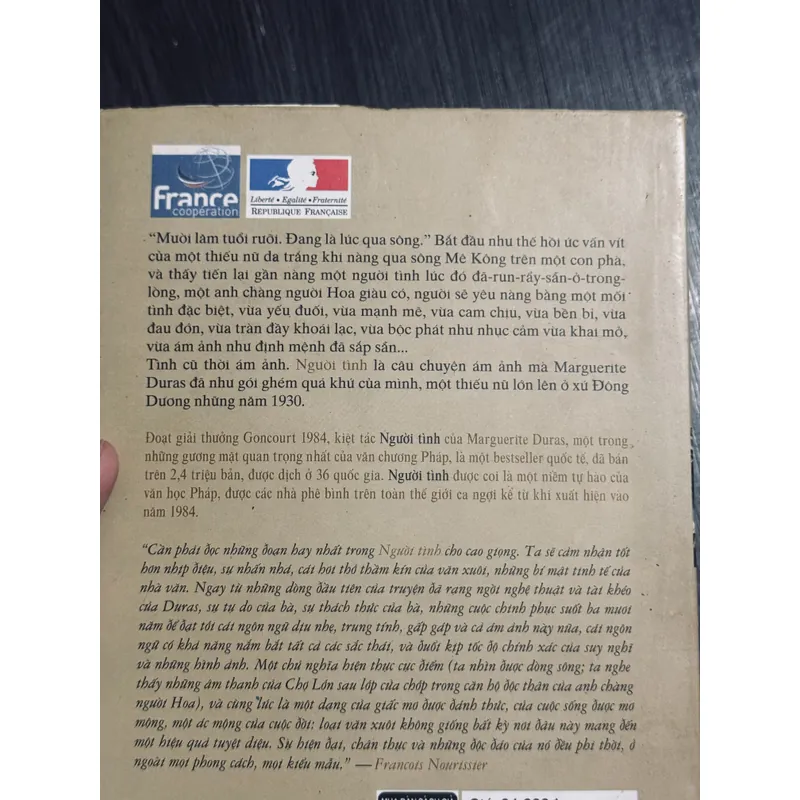 France
coopération
Liberté • Egalité • Fraternité
RÉPUBLIQUE FRANÇAISE
“Mười lăm tuổi rưỡi. Đang là lúc qua sông.” Bắt đầu như thế hồi ức vấn vít
của một thiếu nữ da trắng khi nàng qua sông Mê Kông trên một con phà,
và thấy tiến lại gần nàng một người tình lúc đó đã-run-rẩy-sẵn-ở-trong-
lòng, một anh chàng người Hoa giàu có, người sẽ yêu nàng bằng một mối
tình đặc biệt, vừa yếu đuối, vừa mạnh mẽ, vừa cam chịu, vừa bền bỉ, vừa
đau đớn, vừa tràn đầy khoái lạc, vừa bộc phát như nhục cảm vừa khai mở,
vừa ám ảnh như định mệnh đã sắp sẵn...
Tình cũ thời ám ảnh. Người tình là câu chuyện ám ảnh mà Marguerite
Duras đã như gói ghém quá khứ của mình, một thiếu nữ lớn lên ở xứ Đông
Dương những năm 1930.
Đoạt giải thưởng Goncourt 1984, kiệt tác Người tình của Marguerite Duras, một trong
những gương mặt quan trọng nhất của văn chương Pháp, là một bestseller quốc tế, đã bán
trên 2,4 triệu bản, được dịch ở 36 quốc gia. Người tình được coi là một niềm tự hào của
văn học Pháp, được các nhà phê bình trên toàn thế giới ca ngợi kể từ khi xuất hiện vào
năm 1984.
“Cần phải đọc những đoạn hay nhất trong Người tình cho cao giọng. Ta sẽ cảm nhận tốt
hơn nhịp điệu, sự nhấn nhá, cái hơi thở thầm kín của văn xuôi, những bí mật tinh tế của
nhà văn. Ngay từ những dòng đầu tiên của truyện đã rạng ngời nghệ thuật và tài khéo
của Duras, sự tự do của bà, sự thách thức của bà, những cuộc chinh phục suốt ba mươi
năm để đạt tới cái ngôn ngữ dịu nhẹ, trung tính, gấp gáp và cả ám ảnh này nữa, cái ngôn
ngữ có khả năng nắm bắt tất cả các sắc thái, và đuổi kịp tốc độ chính xác của suy nghĩ
và những hình ảnh. Một chủ nghĩa hiện thực cực điểm (ta nhìn được dòng sông; ta nghe
thấy những âm thanh của Chợ Lớn sau lớp cửa chớp trong căn hộ độc thân của anh chàng
người Hoa), và cùng lúc là một dạng của giấc mơ được đánh thức, của cuộc sống được mơ
mộng, một ác mộng của cuộc đời: loại văn xuôi không giống bất kỳ nơi đâu này mang đến
một hiệu quả tuyệt diệu. Sự hiện đại, chân thực và những độc đáo của nó đều phi thời, ở
ngoài mọi phong cách, mọi kiểu mẫu.” — Francois Nourissier